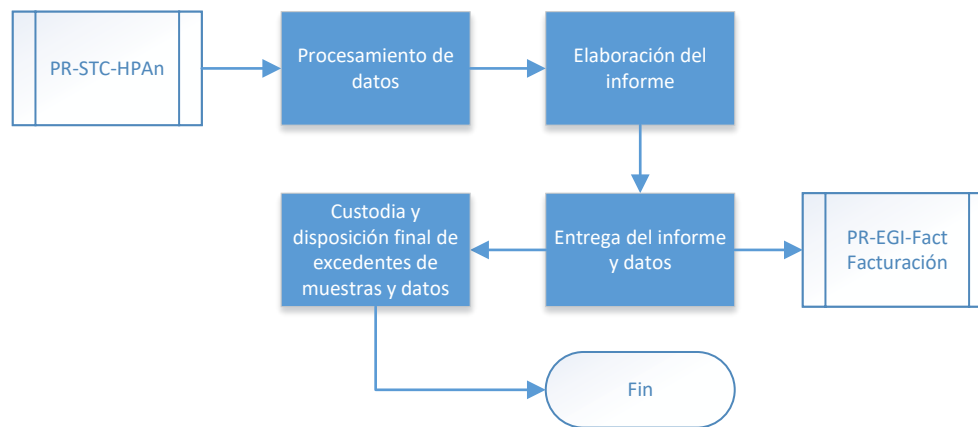 PR-STC-HPAn
Procesamiento de
datos
Elaboración del
informe
Custodia y
disposición final de
excedentes de
muestras y datos
Entrega del informe
y datos
PR-EGI-Fact
Facturación
Fin